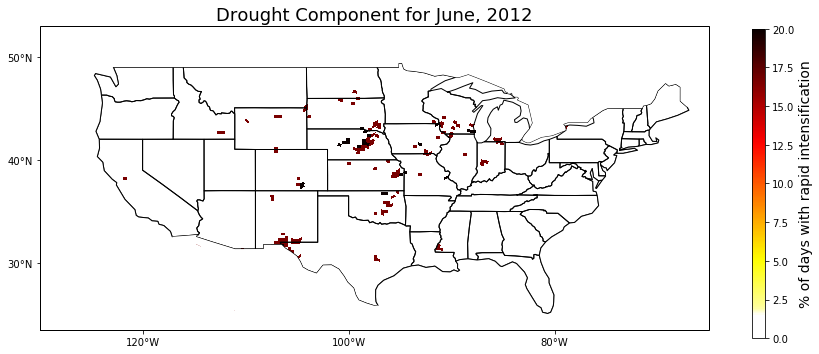 Drought Component for June, 2012
50°N
40°N
30°N
120°W
100°W
80°W
20.0
17.5
15.0
12.5
10.0
7.5
5.0
2.5
0.0
% of days with rapid intensification